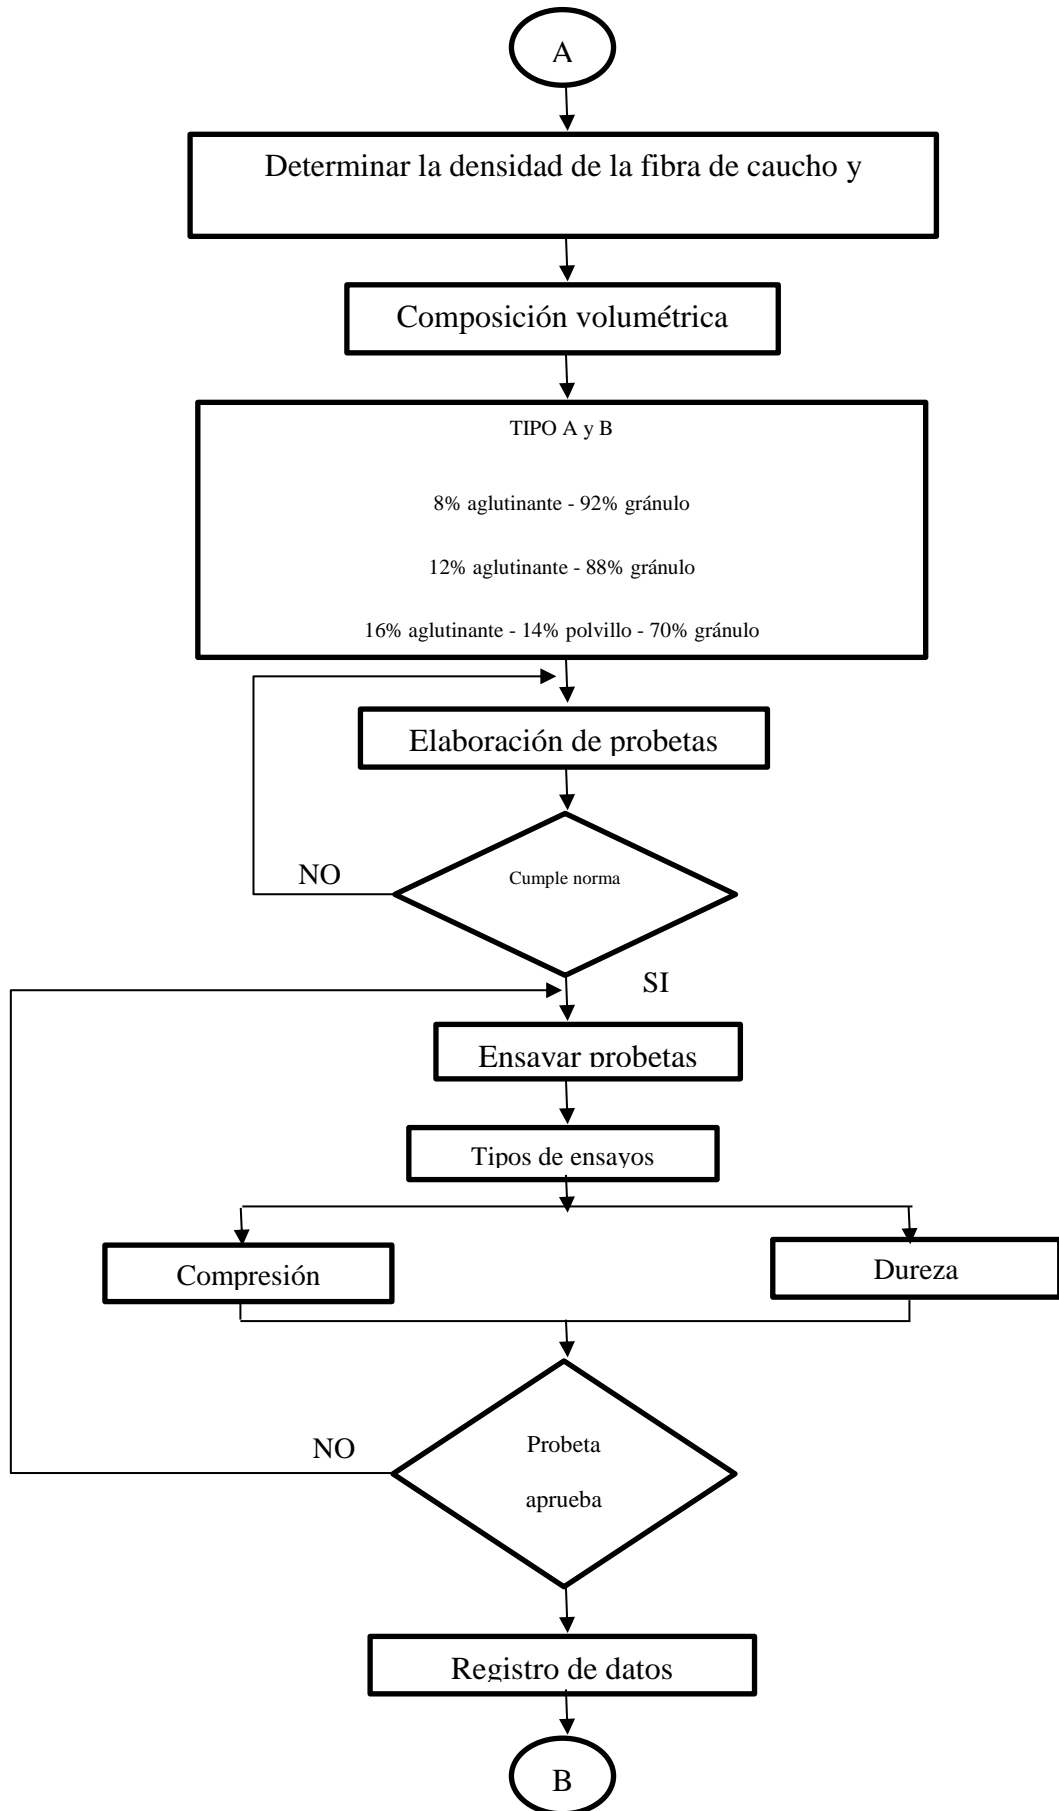 A
Determinar la densidad de la fibra de caucho y
Composición volumétrica
TIPO A y B
8% aglutinante - 92% gránulo
12% aglutinante - 88% gránulo
16% aglutinante - 14% polvillo - 70% gránulo
Elaboración de probetas
Cumple norma
NO
SI
Ensayar probetas
Tipos de ensayos
Compresión
Dureza
Probeta
aprueba
NO
Registro de datos
B